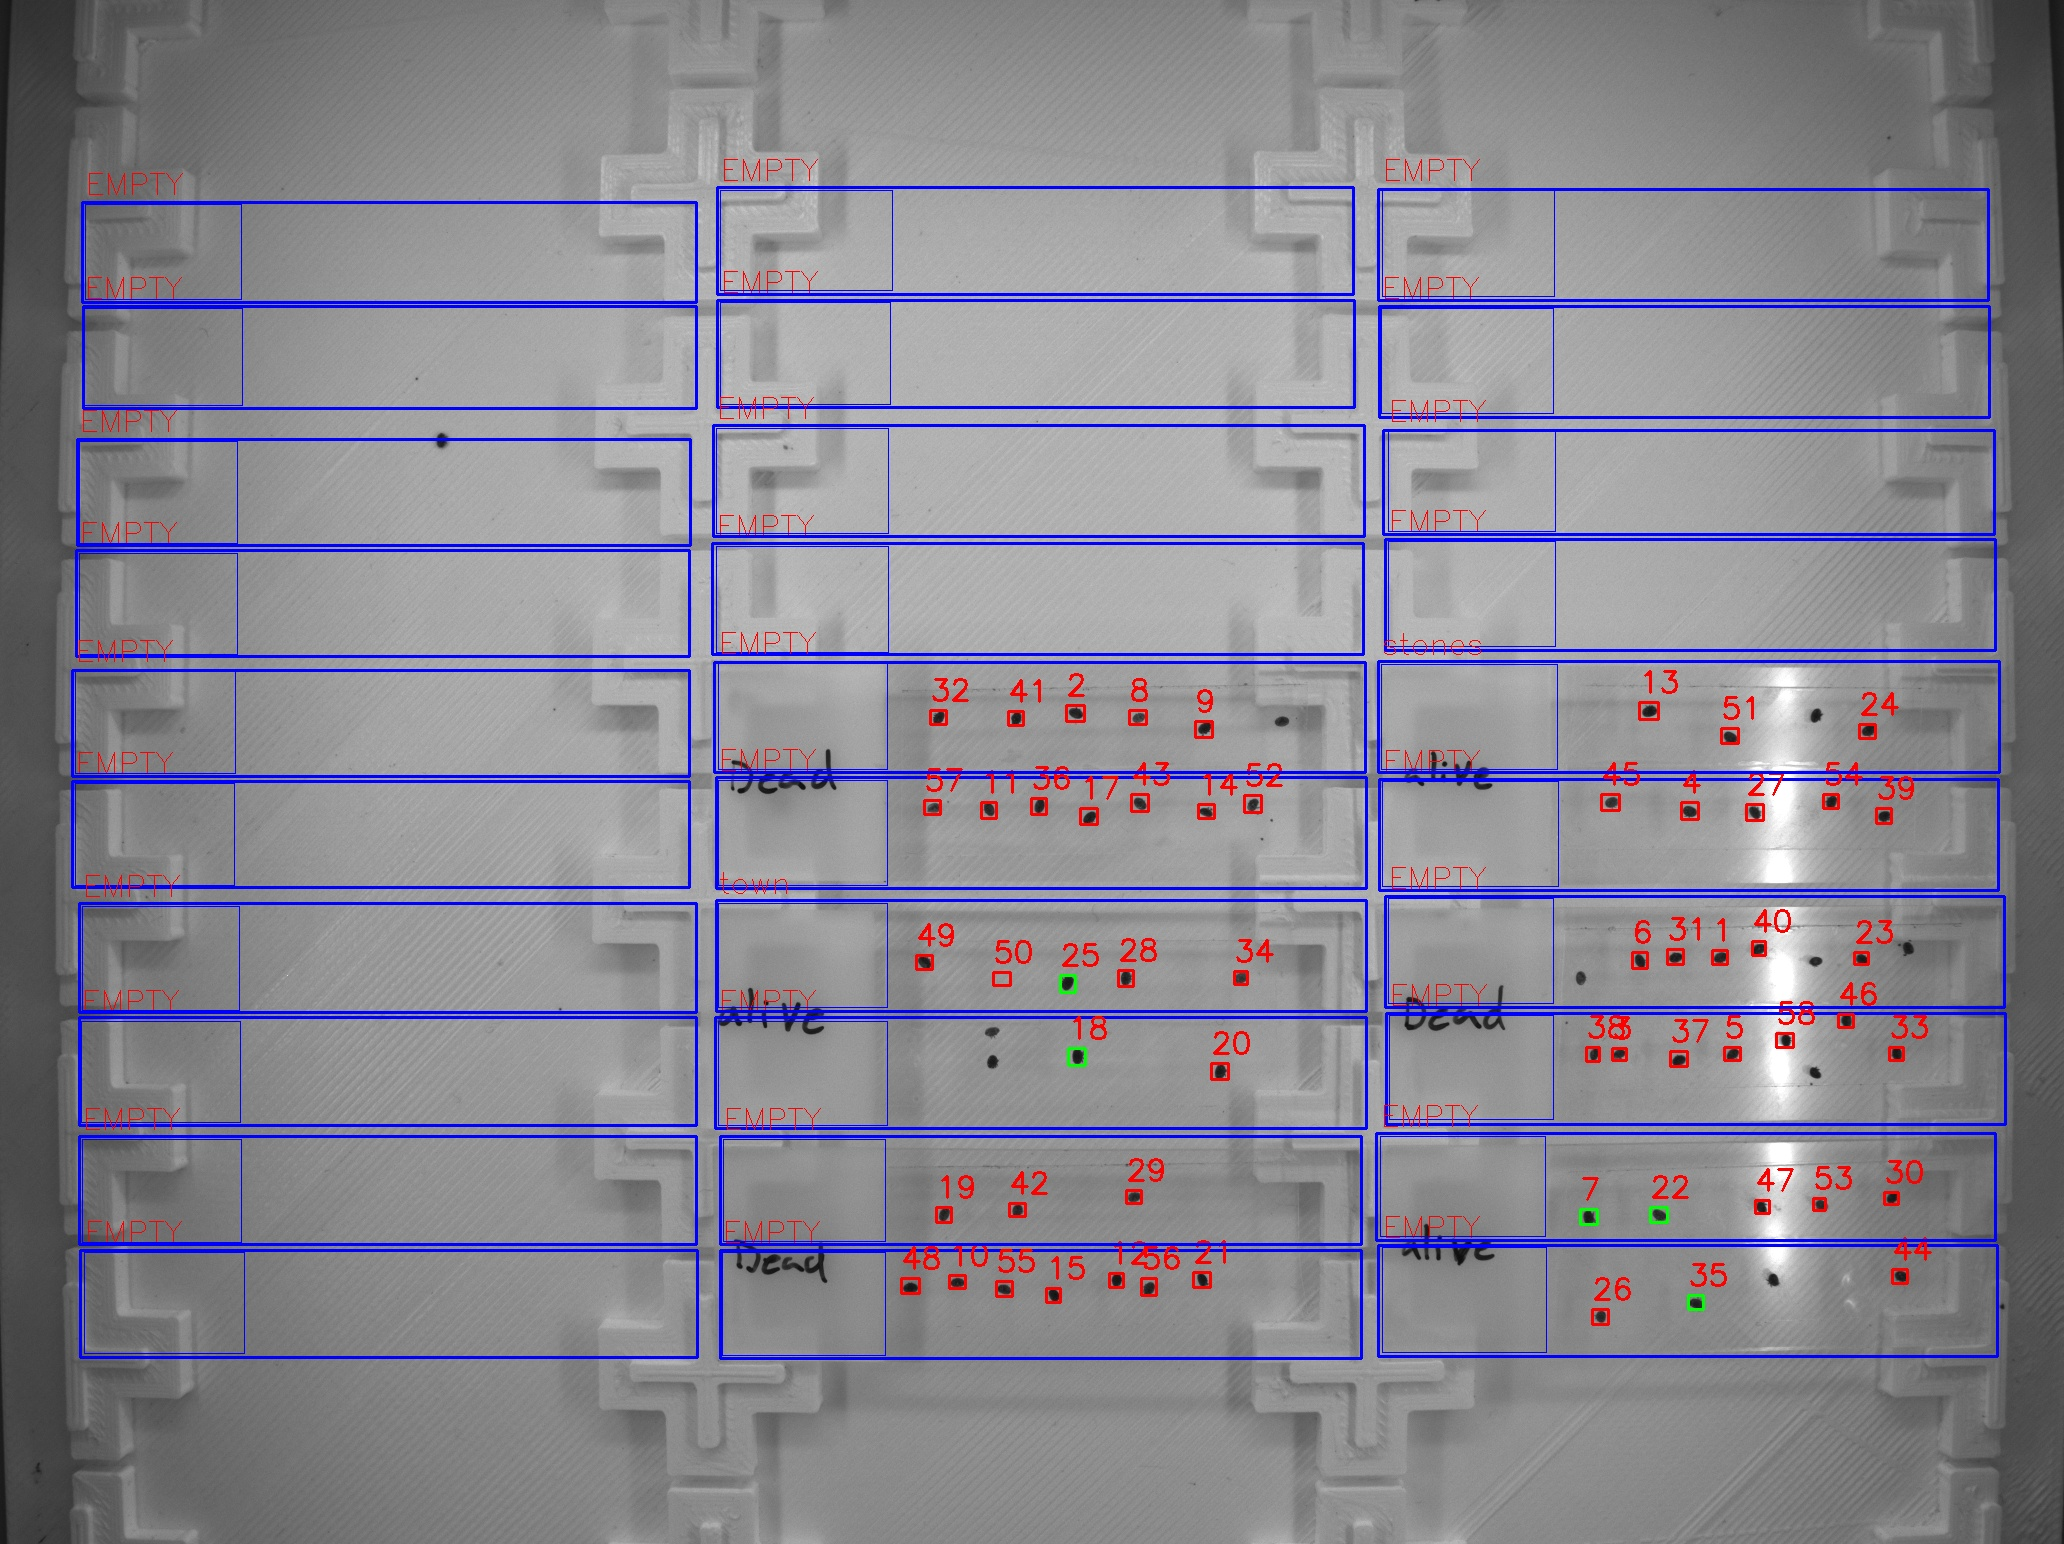 EMPTY EMPTY EMPTY
EMPTY EMPTY EMPTY
EMPTY EMPTY EMPTY
EMPTY EMPTY EMPTY
EMPTY EMPTY stones
32 41 2 8 9 13 51 24
EMPTY EMPTY EMPTY
Dead alive
57 11 36 17 43 14 52 45 4 27 54 39
EMPTY town EMPTY
49 50 25 28 34 6 31 1 40 23
EMPTY EMPTY EMPTY
alive Dead
18 20 38 3 37 5 58 46 33
EMPTY EMPTY EMPTY
19 42 29 7 22 47 53 30
EMPTY EMPTY EMPTY
Dead alive
48 10 55 15 12 56 21 26 35 44